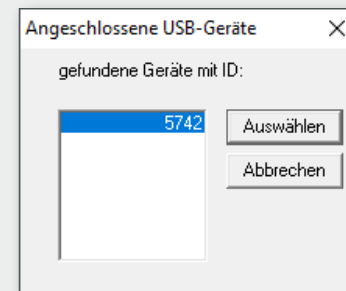 Angeschlossene USB-Geräte
gefundene Geräte mit ID:
5742
Auswählen
Abbrechen